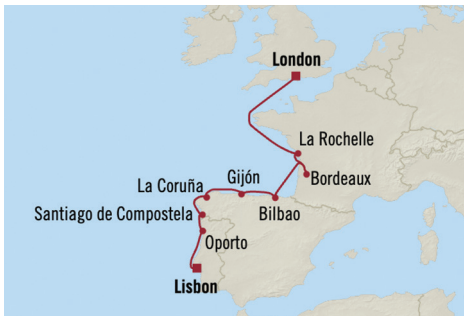 London
La Rochelle
Bordeaux
Gijón
La Coruña
Bilbao
Santiago de Compostela
Oporto
Lisbon